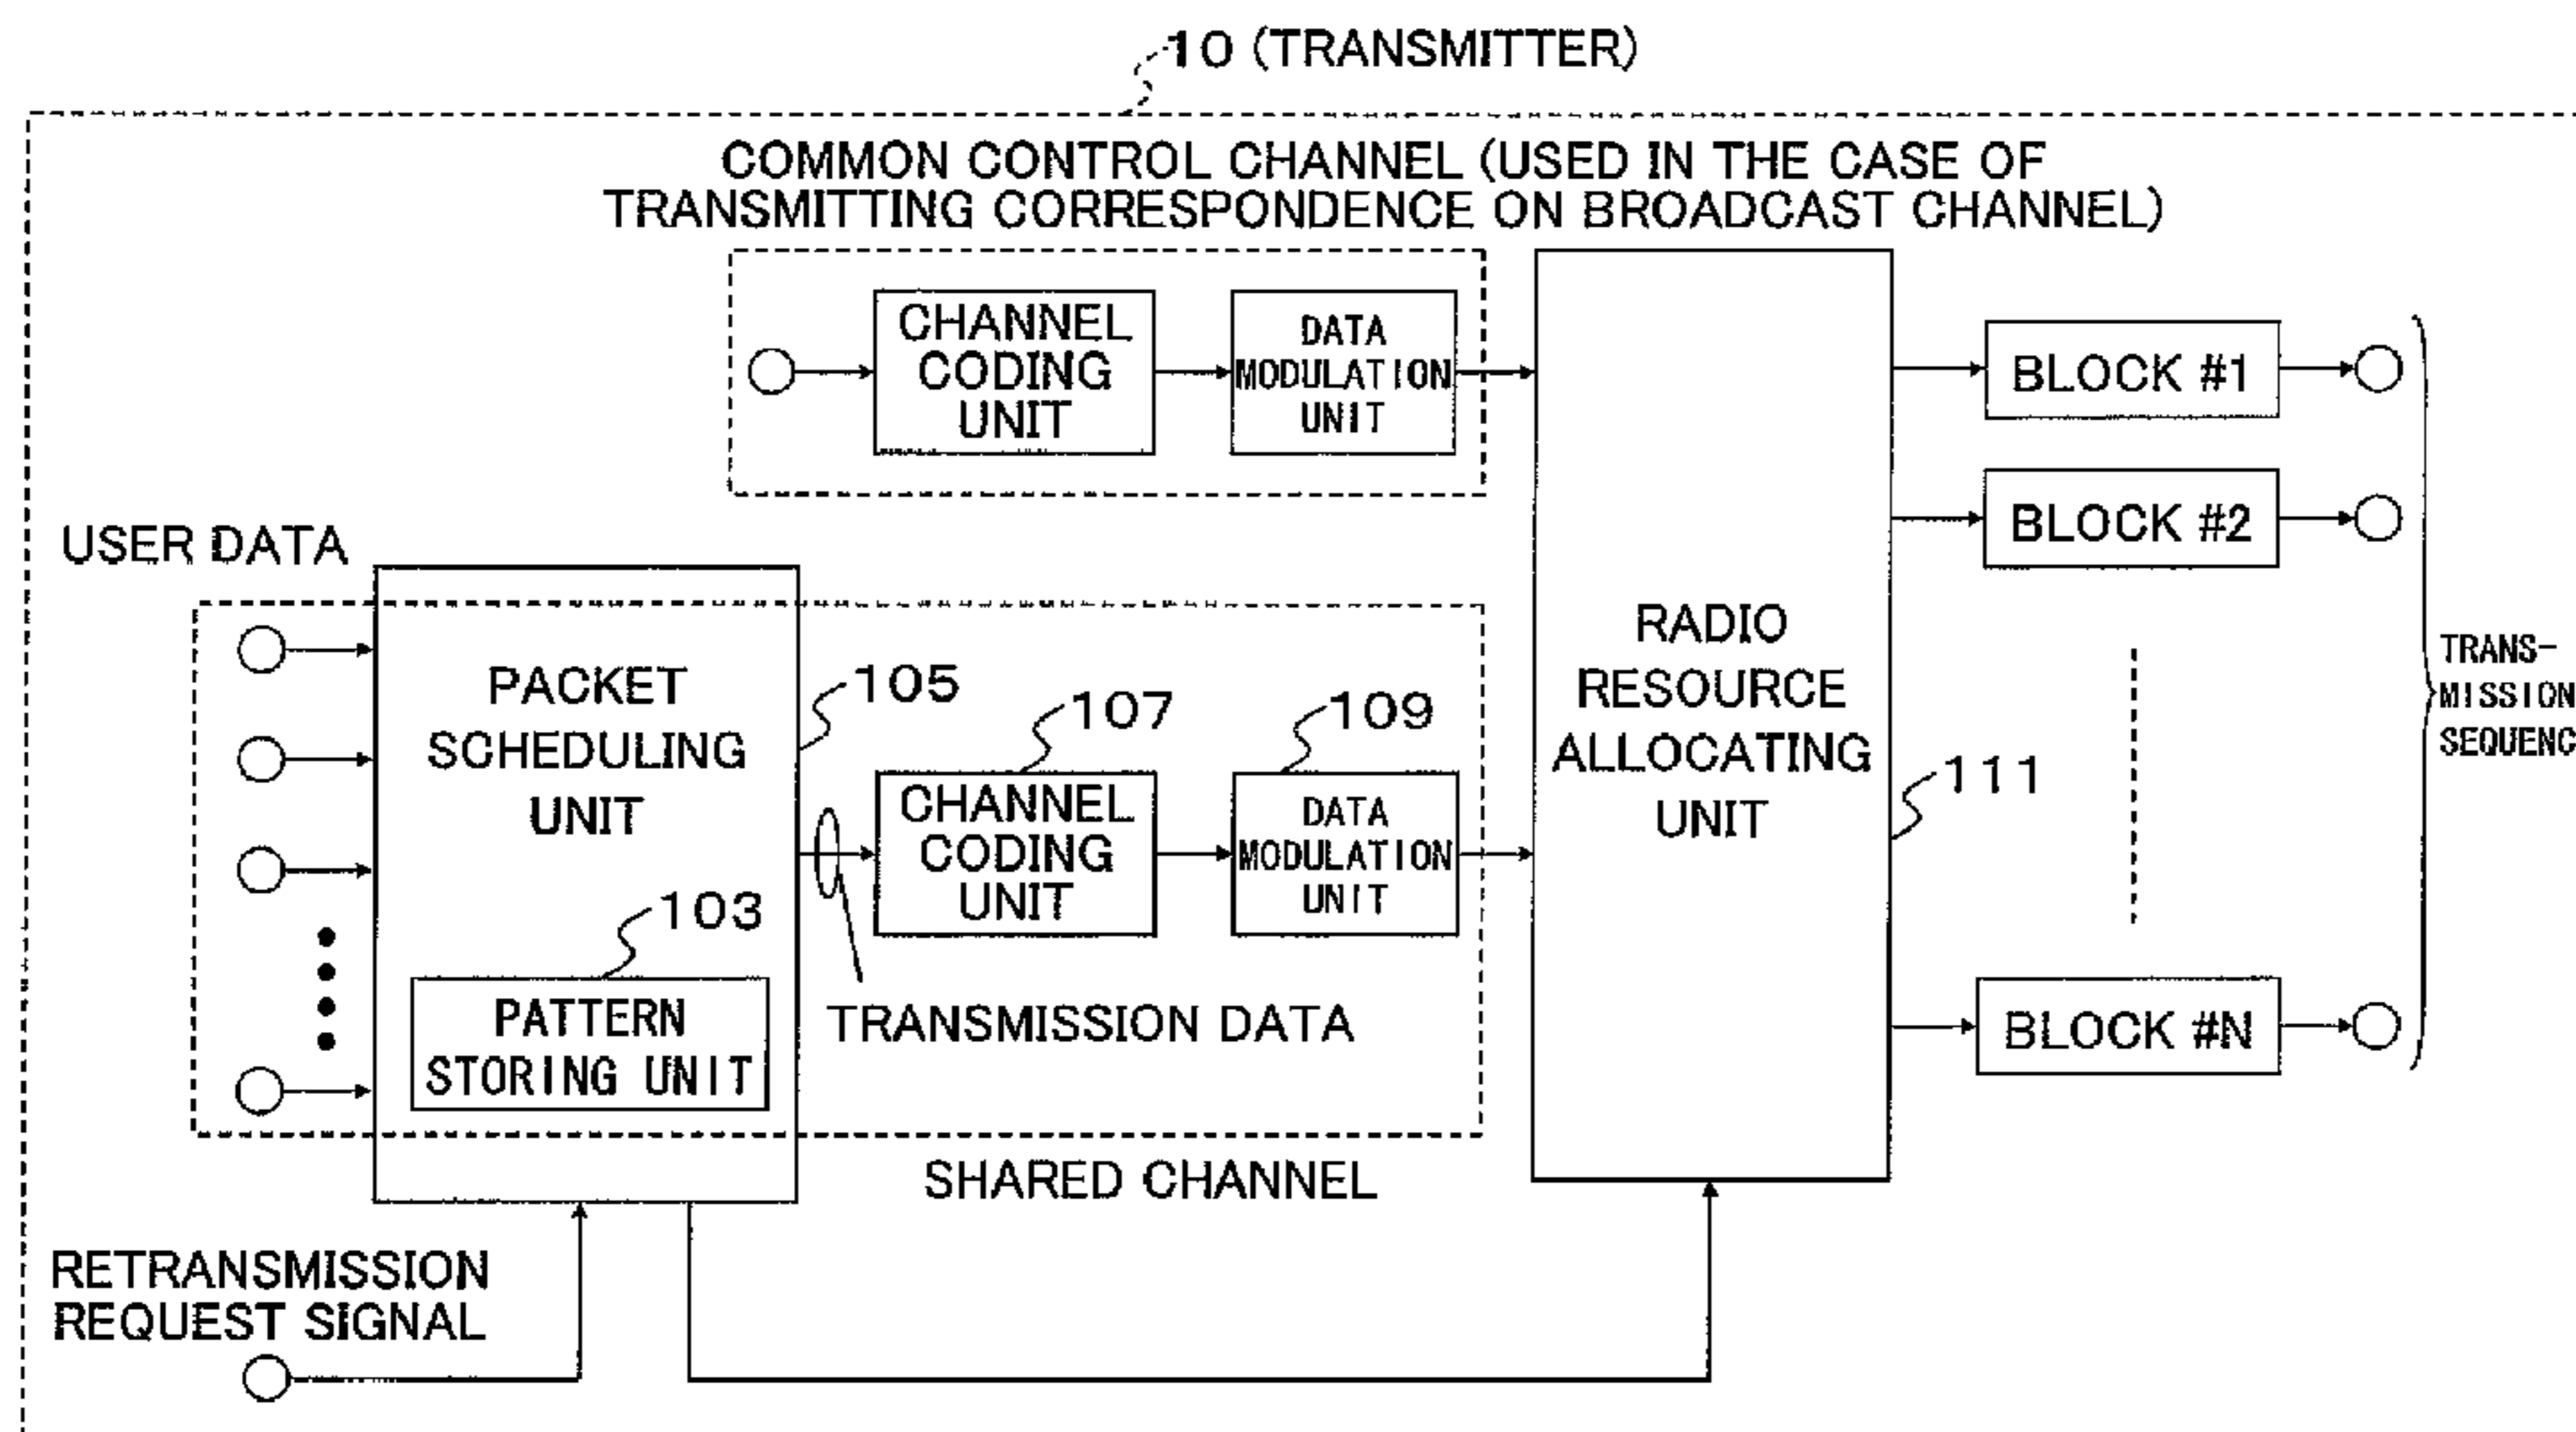 10 (TRANSMITTER)
COMMON CONTROL CHANNEL (USED IN THE CASE OF
TRANSMITTING CORRESPONDENCE ON BROADCAST CHANNEL)
CHANNEL
CODING
UNIT
DATA
MODULATION
UNIT
BLOCK #1
BLOCK #2
BLOCK #N
TRANS-
MISSION
SEQUENC
USER DATA
PACKET
SCHEDULING
UNIT
105
103
PATTERN
STORING UNIT
TRANSMISSION DATA
107
CHANNEL
CODING
UNIT
109
DATA
MODULATION
UNIT
RADIO
RESOURCE
ALLOCATING
UNIT
111
SHARED CHANNEL
RETRANSMISSION
REQUEST SIGNAL